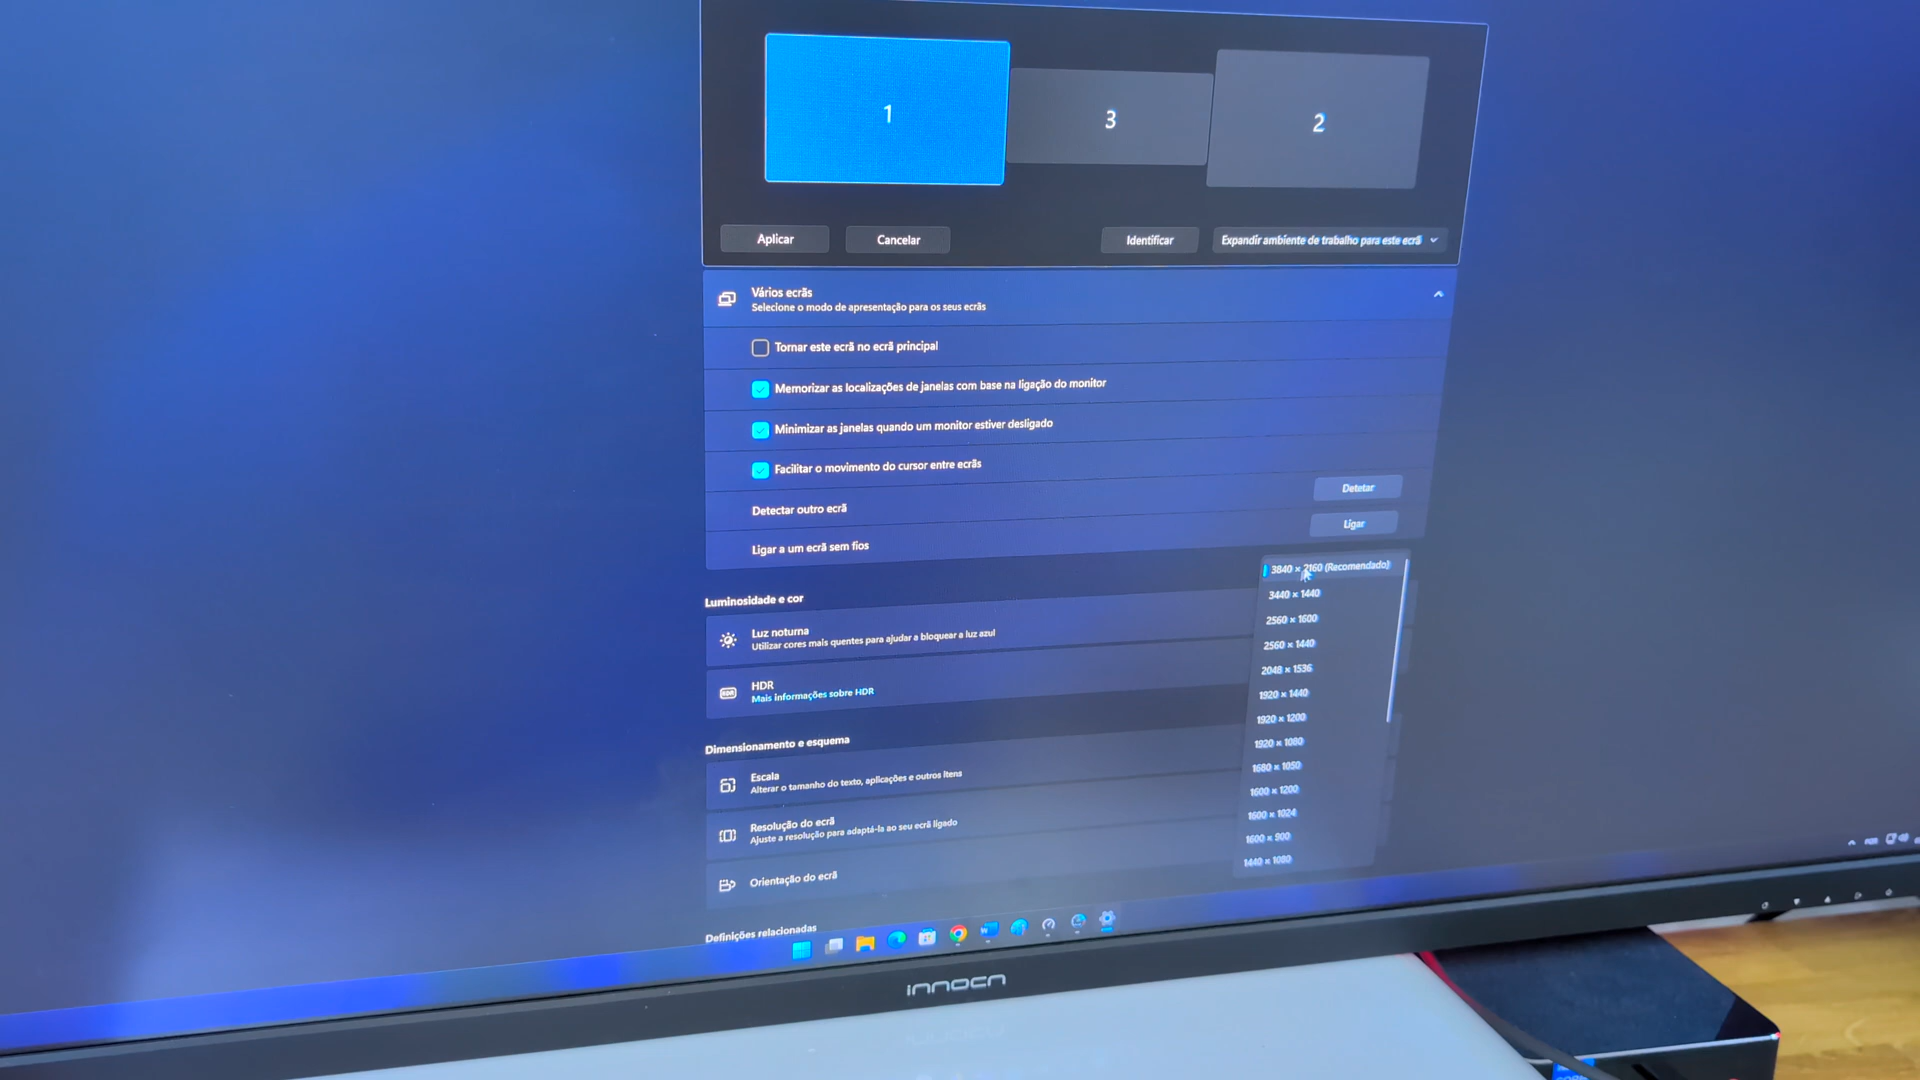 1
3
2
Aplicar
Cancelar
Identificar
Expandir ambiente de trabalho para este ecrã
Vários ecrãs
Selecione o modo de apresentação para os seus ecrãs
Tornar este ecrã no ecrã principal
Memorizar as localizações de janelas com base na ligação do monitor
Minimizar as janelas quando um monitor estiver desligado
Facilitar o movimento do cursor entre ecrãs
Detectar outro ecrã
Detetar
Ligar a um ecrã sem fios
Ligar
3840 × 2160 (Recomendado)
3440 × 1440
2560 × 1600
2560 × 1440
2048 × 1536
1920 × 1440
1920 × 1200
1920 × 1080
1680 × 1050
1600 × 1200
1600 × 1024
1600 × 900
1440 × 1080
Luminosidade e cor
Luz noturna
Utilizar cores mais quentes para ajudar a bloquear a luz azul
HDR
Mais informações sobre HDR
Dimensionamento e esquema
Escala
Alterar o tamanho do texto, aplicações e outros itens
Resolução do ecrã
Ajuste a resolução para adaptá-la ao seu ecrã ligado
Orientação do ecrã
Definições relacionadas
innocn